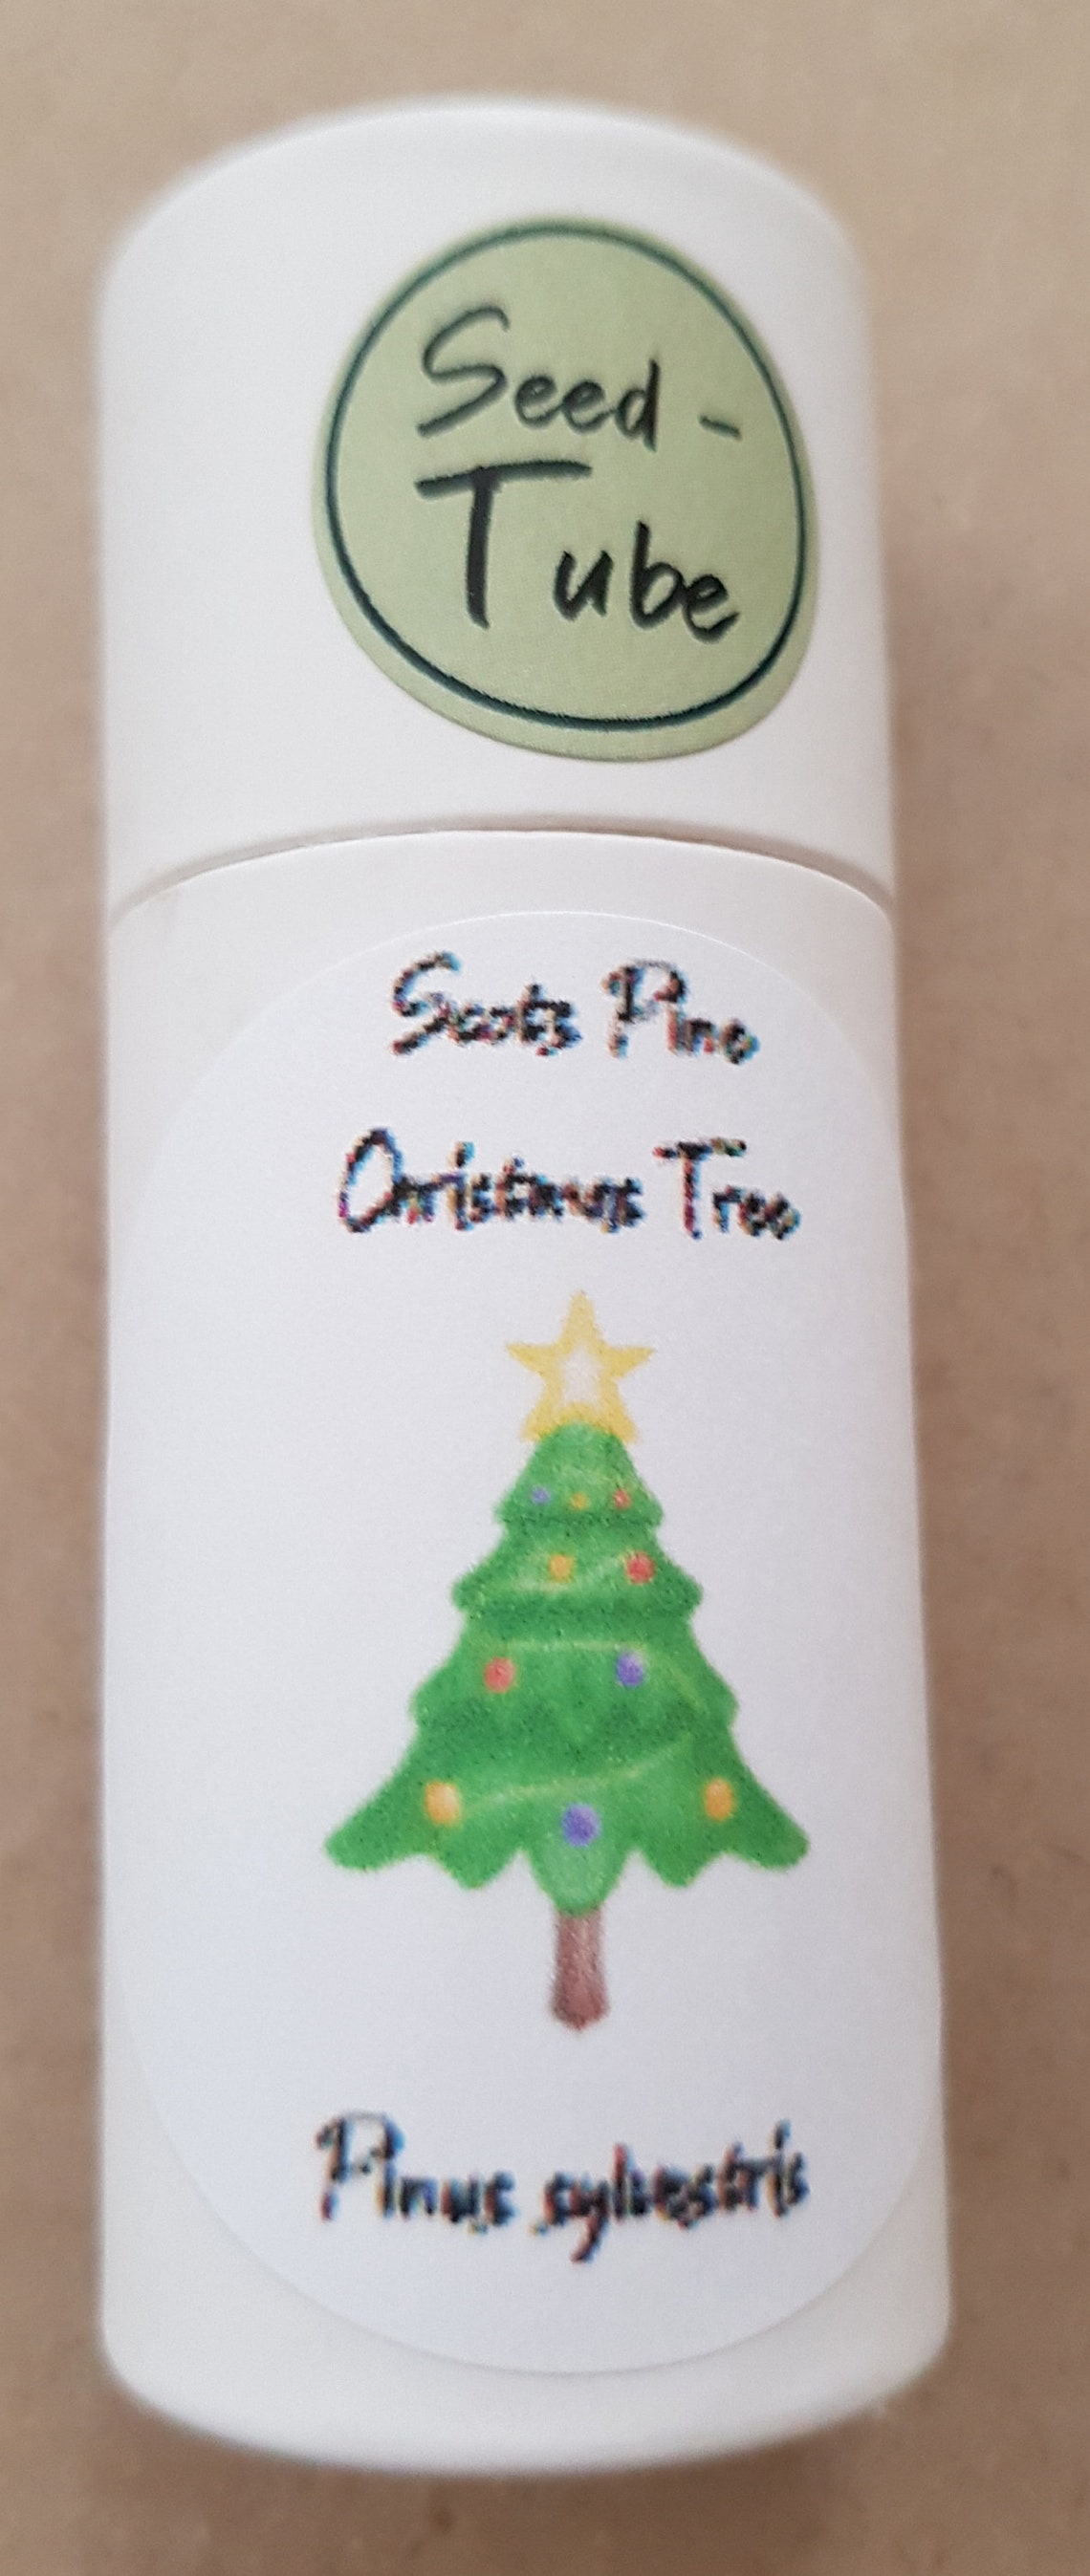 Seed -
Tube
Scots Pine
Christmas Tree
Pinus sylvestris